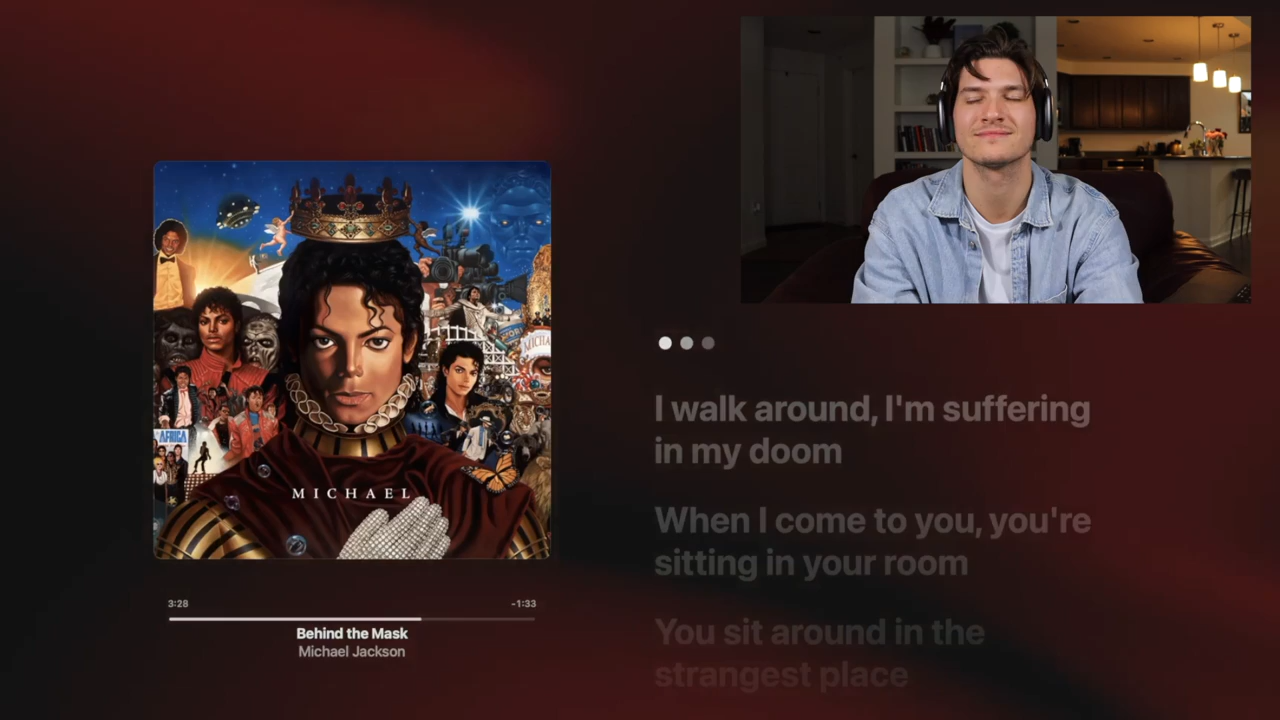 AFRICA
MICHAEL
3:28
-1:33
Behind the Mask
Michael Jackson
I walk around, I'm suffering
in my doom
When I come to you, you're
sitting in your room
You sit around in the
strangest place